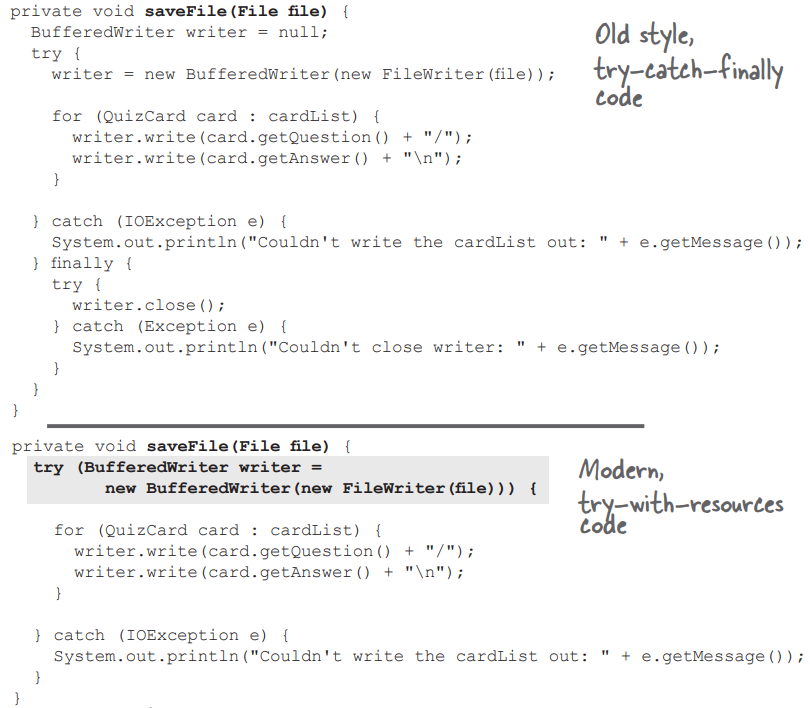 private void saveFile(File file) {
  BufferedWriter writer = null;
  try {
    writer = new BufferedWriter(new FileWriter(file));
    for (QuizCard card : cardList) {
      writer.write(card.getQuestion() + "/");
      writer.write(card.getAnswer() + "\n");
    }
  } catch (IOException e) {
    System.out.println("Couldn't write the cardList out: " + e.getMessage());
  } finally {
    try {
      writer.close();
    } catch (Exception e) {
      System.out.println("Couldn't close writer: " + e.getMessage());
    }
  }
}
Old style,
try-catch-finally
code
private void saveFile(File file) {
  try (BufferedWriter writer =
         new BufferedWriter(new FileWriter(file))) {
    for (QuizCard card : cardList) {
      writer.write(card.getQuestion() + "/");
      writer.write(card.getAnswer() + "\n");
    }
  } catch (IOException e) {
    System.out.println("Couldn't write the cardList out: " + e.getMessage());
  }
}
Modern,
try-with-resources
code